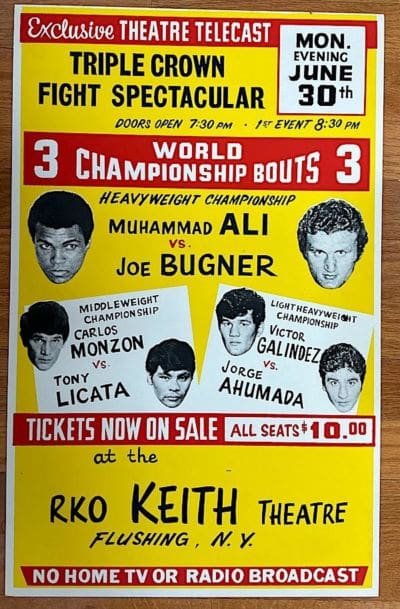 Exclusive THEATRE TELECAST
MON.
EVENING
JUNE
30th
TRIPLE CROWN
FIGHT SPECTACULAR
DOORS OPEN 7:30 PM · 1ST EVENT 8:30 PM
3 WORLD CHAMPIONSHIP BOUTS 3
HEAVYWEIGHT CHAMPIONSHIP
MUHAMMAD ALI
VS.
JOE BUGNER
MIDDLEWEIGHT
CHAMPIONSHIP
CARLOS
MONZON
VS.
TONY
LICATA
LIGHT HEAVYWEIGHT
CHAMPIONSHIP
VICTOR
GALINDEZ
VS.
JORGE
AHUMADA
TICKETS NOW ON SALE ALL SEATS $10.00
at the
RKO KEITH THEATRE
FLUSHING, N.Y.
NO HOME TV OR RADIO BROADCAST